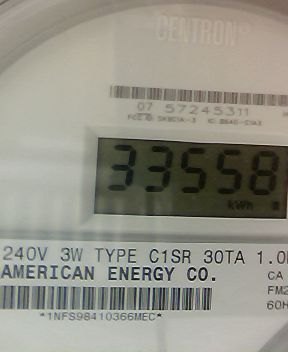 CENTRON
07 57245311
33558
kWh
240V 3W TYPE C1SR 30TA 1.0
AMERICAN ENERGY CO.
CA
FM2
60H
*1NFS98410366MEC*